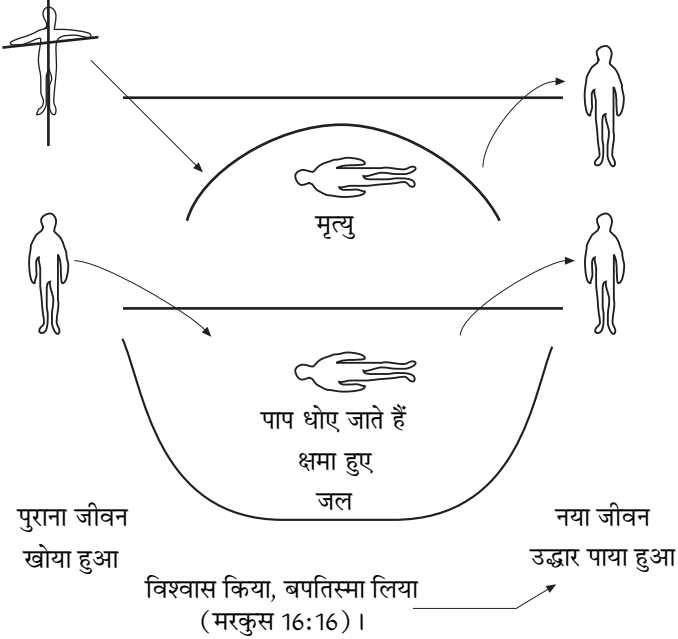 मृत्यु
पाप धोए जाते हैं
क्षमा हुए
जल
पुराना जीवन
खोया हुआ
नया जीवन
उद्धार पाया हुआ
विश्वास किया, बपतिस्मा लिया
(मरकुस 16:16)।